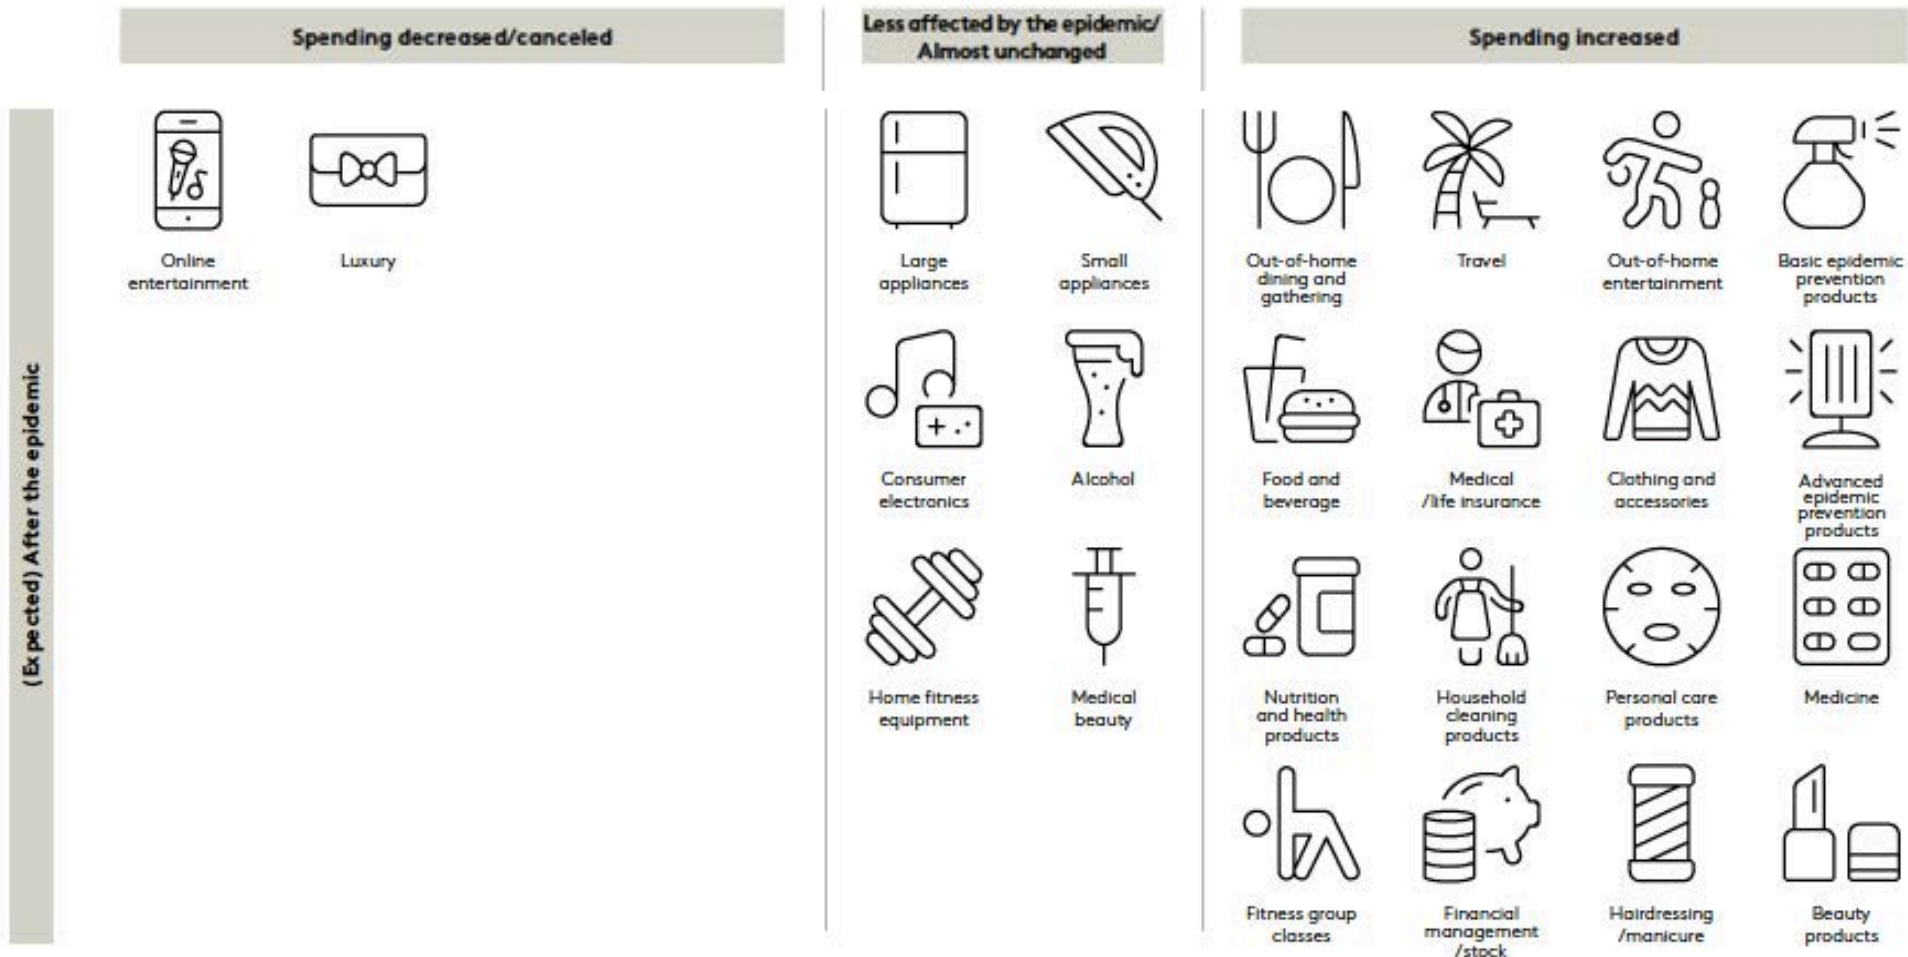 Spending decreased/canceled
Less affected by the epidemic/
Almost unchanged
Spending increased
(Expected) After the epidemic
Online
entertainment
Luxury
Large
appliances
Small
appliances
Out-of-home
dining and
gathering
Travel
Out-of-home
entertainment
Basic epidemic
prevention
products
Consumer
electronics
Alcohol
Food and
beverage
Medical
/life insurance
Clothing and
accessories
Advanced
epidemic
prevention
products
Home fitness
equipment
Medical
beauty
Nutrition
and health
products
Household
cleaning
products
Personal care
products
Medicine
Fitness group
classes
Financial
management
/stock
Hairdressing
/manicure
Beauty
products